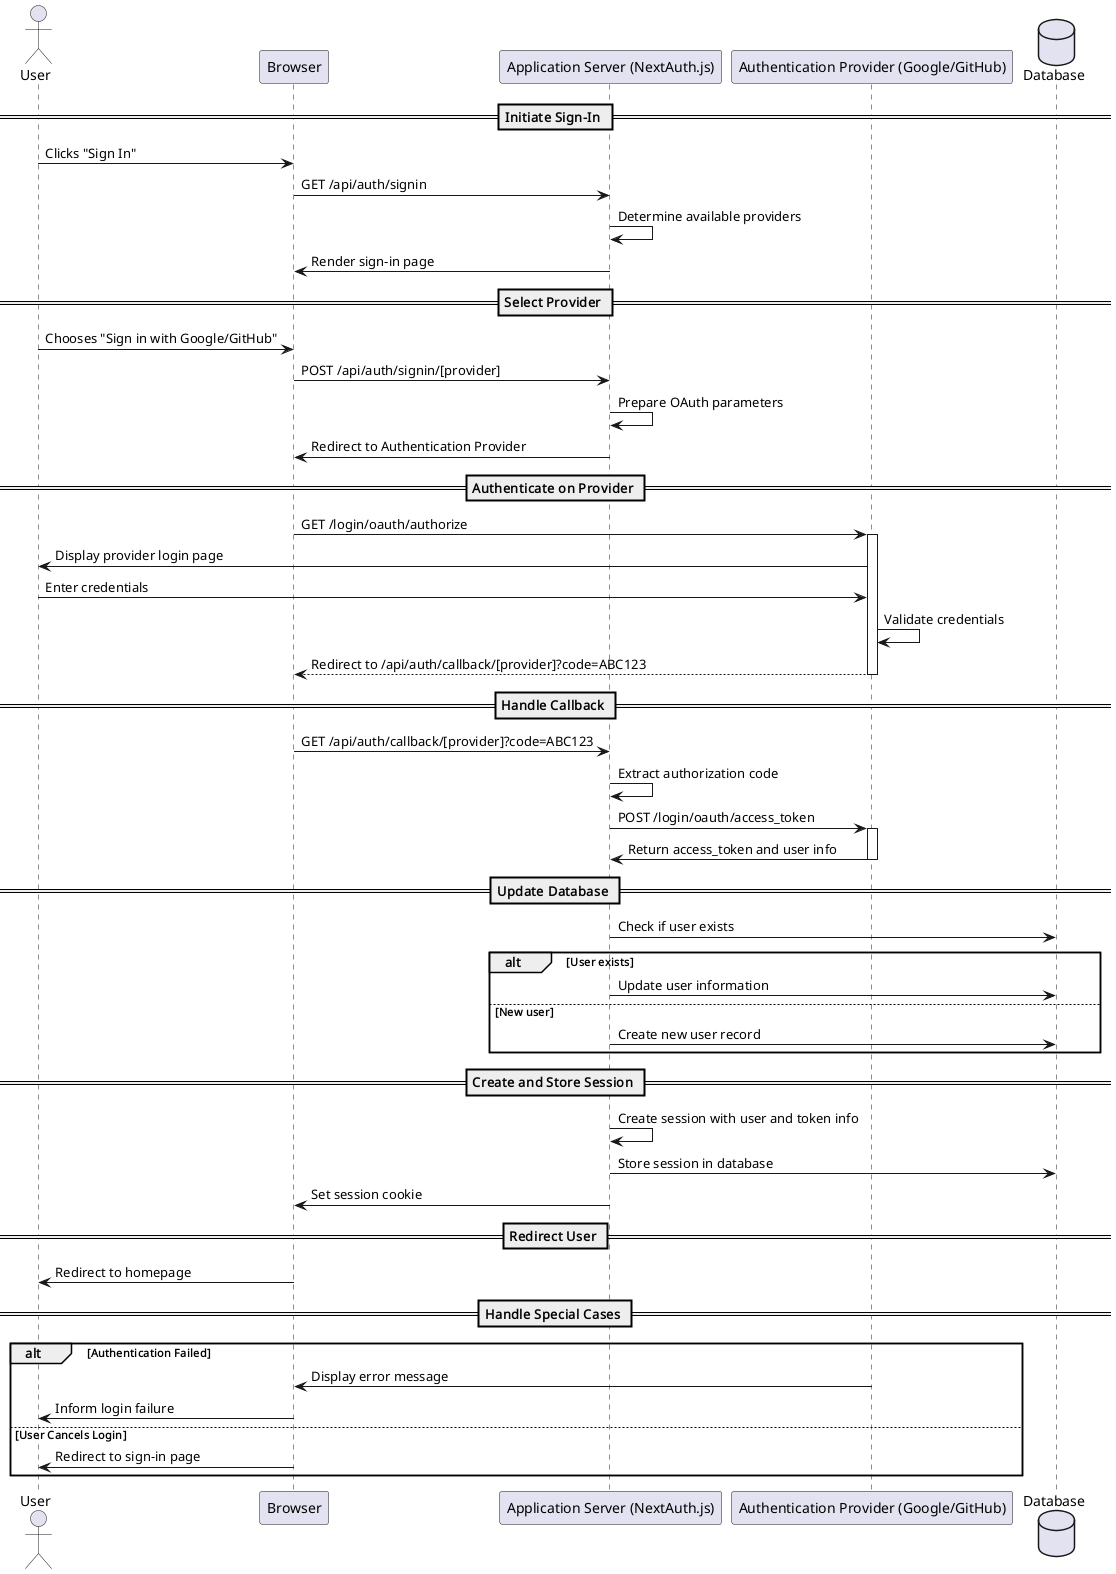 User
Browser
Application Server (NextAuth.js)
Authentication Provider (Google/GitHub)
Database
Initiate Sign-In
Clicks "Sign In"
GET /api/auth/signin
Determine available providers
Render sign-in page
Select Provider
Chooses "Sign in with Google/GitHub"
POST /api/auth/signin/[provider]
Prepare OAuth parameters
Redirect to Authentication Provider
Authenticate on Provider
GET /login/oauth/authorize
Display provider login page
Enter credentials
Validate credentials
Redirect to /api/auth/callback/[provider]?code=ABC123
Handle Callback
GET /api/auth/callback/[provider]?code=ABC123
Extract authorization code
POST /login/oauth/access_token
Return access_token and user info
Update Database
Check if user exists
alt [User exists]
Update user information
[New user]
Create new user record
Create and Store Session
Create session with user and token info
Store session in database
Set session cookie
Redirect User
Redirect to homepage
Handle Special Cases
alt [Authentication Failed]
Display error message
Inform login failure
[User Cancels Login]
Redirect to sign-in page
User
Browser
Application Server (NextAuth.js)
Authentication Provider (Google/GitHub)
Database